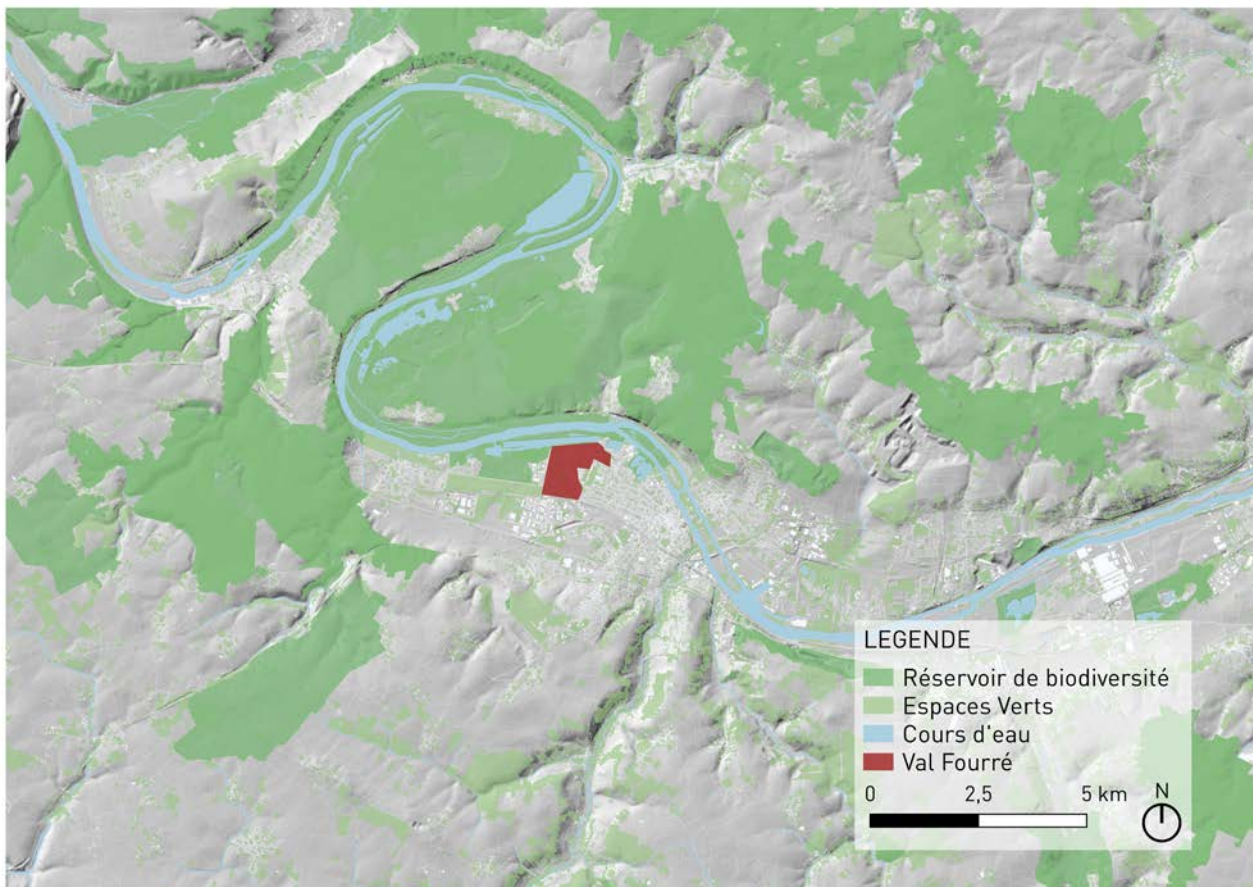 LEGENDE
Réservoir de biodiversité
Espaces Verts
Cours d'eau
Val Fourré
0 2,5 5 km N